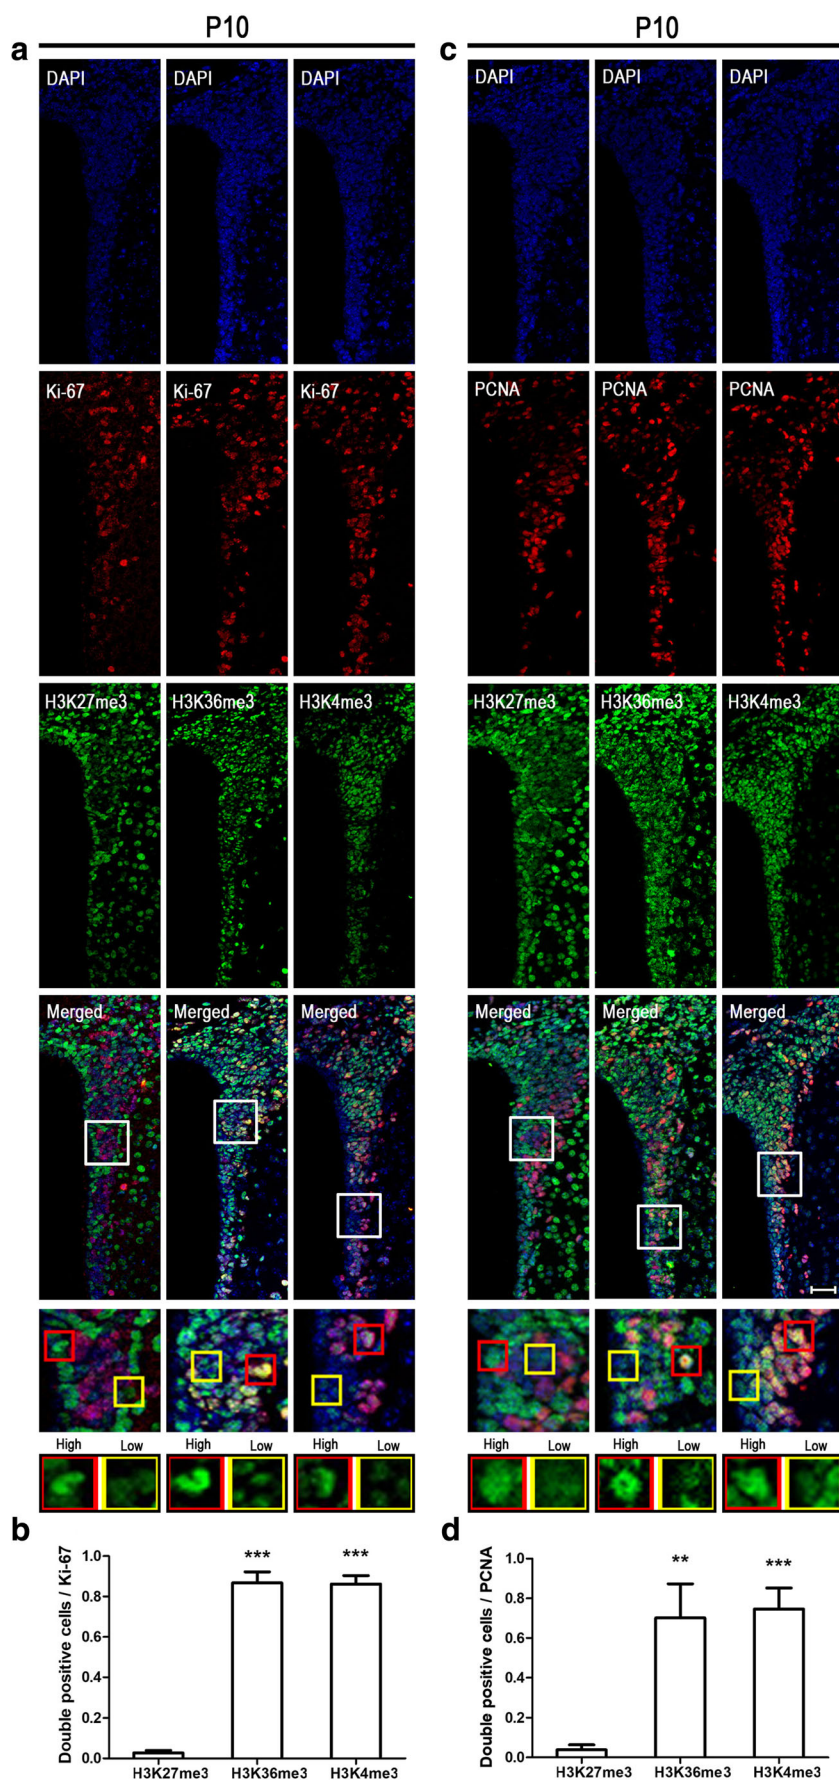 P10
P10
a
c
DAPI DAPI DAPI
DAPI DAPI DAPI
Ki-67 Ki-67 Ki-67
PCNA PCNA PCNA
H3K27me3 H3K36me3 H3K4me3
H3K27me3 H3K36me3 H3K4me3
Merged Merged Merged
Merged Merged Merged
High Low High Low High Low
High Low High Low High Low
b
Double positive cells / Ki-67
1.0
0.8
0.6
0.4
0.2
0.0
*** ***
H3K27me3 H3K36me3 H3K4me3
d
Double positive cells / PCNA
1.0
0.8
0.6
0.4
0.2
0.0
** ***
H3K27me3 H3K36me3 H3K4me3